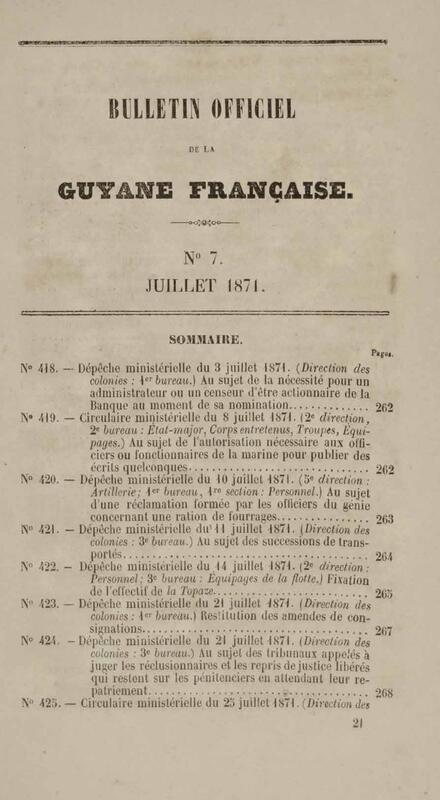 BULLETIN OFFICIEL
DE LA
GUYANE FRANÇAISE.
N° 7.
JUILLET 1871.
SOMMAIRE.
Pages.
N° 418. — Dépêche ministérielle du 3 juillet 1871. (Direction des
colonies : 1er bureau.) Au sujet de la nécessité pour un
administrateur ou un censeur d'être actionnaire de la
Banque au moment de sa nomination.............. 262
N° 419. — Circulaire ministérielle du 8 juillet 1871. (2e direction,
2e bureau : État-major, Corps entretenus, Troupes, Équi-
pages.) Au sujet de l'autorisation nécessaire aux offi-
ciers ou fonctionnaires de la marine pour publier des
écrits quelconques.............................. 262
N° 420. — Dépêche ministérielle du 10 juillet 1871. (5e direction :
Artillerie; 1er bureau, 1re section : Personnel.) Au sujet
d'une réclamation formée par les officiers du génie
concernant une ration de fourrages............... 263
N° 421. — Dépêche ministérielle du 11 juillet 1871. (Direction des
colonies : 3e bureau.) Au sujet des successions de trans-
portés.......................................... 264
N° 422. — Dépêche ministérielle du 14 juillet 1871. (2e direction :
Personnel; 3e bureau : Équipages de la flotte.) Fixation
de l'effectif de la Topaze......................... 265
N° 423. — Dépêche ministérielle du 21 juillet 1871. (Direction des
colonies : 1er bureau.) Restitution des amendes de con-
signations....................................... 267
N° 424. — Dépêche ministérielle du 21 juillet 1871. (Direction des
colonies : 3e bureau.) Au sujet des tribunaux appelés à
juger les réclusionnaires et les repris de justice libérés
qui restent sur les pénitenciers en attendant leur re-
patriement...................................... 268
N° 425. — Circulaire ministérielle du 25 juillet 1871. (Direction des
21